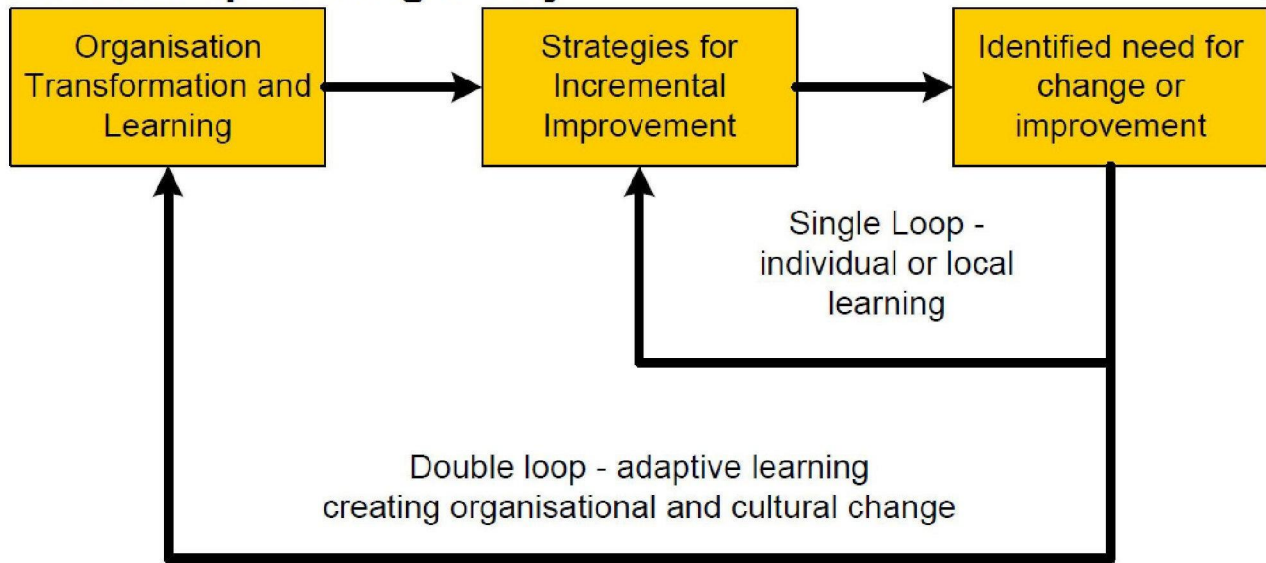 Organisation
Transformation and
Learning
Strategies for
Incremental
Improvement
Identified need for
change or
improvement
Single Loop -
individual or local
learning
Double loop - adaptive learning
creating organisational and cultural change